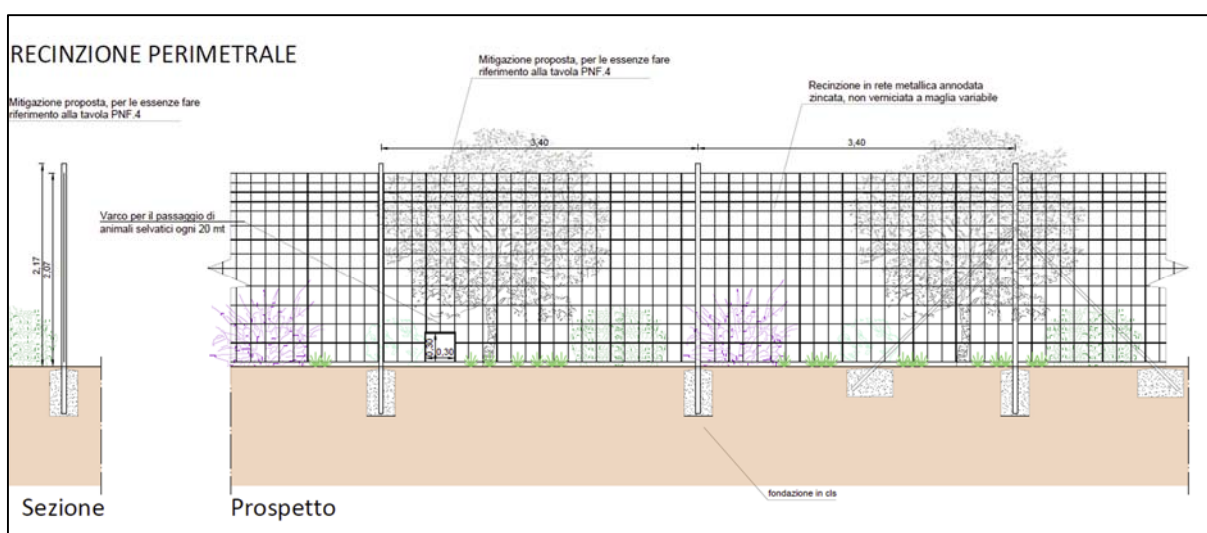 RECINZIONE PERIMETRALE
Mitigazione proposta, per le essenze fare
riferimento alla tavola PNF.4
Mitigazione proposta, per le essenze fare
riferimento alla tavola PNF.4
Recinzione in rete metallica annodata
zincata, non verniciata a maglia variabile
3,40
3,40
Varco per il passaggio di
animali selvatici ogni 20 mt
2,17
2,07
0,30
0,30
fondazione in cls
Sezione
Prospetto